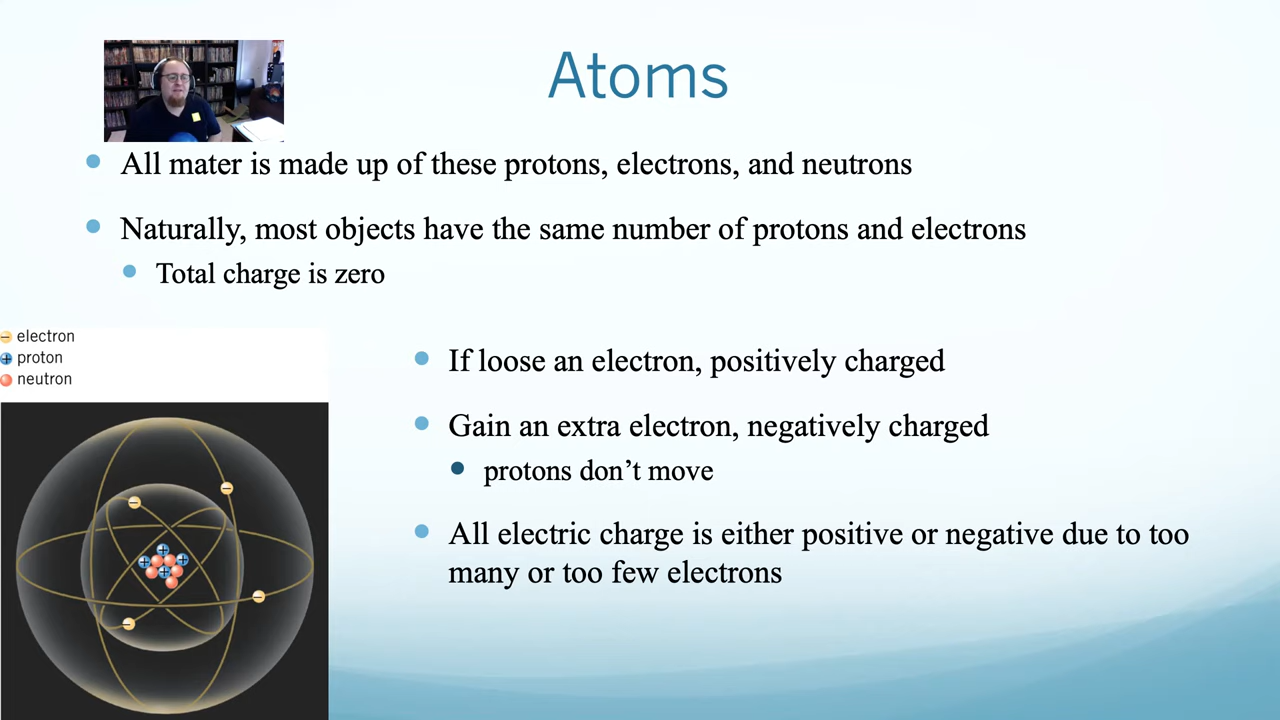 Atoms
All mater is made up of these protons, electrons, and neutrons
Naturally, most objects have the same number of protons and electrons
Total charge is zero
electron
proton
neutron
If loose an electron, positively charged
Gain an extra electron, negatively charged
protons don’t move
All electric charge is either positive or negative due to too
many or too few electrons